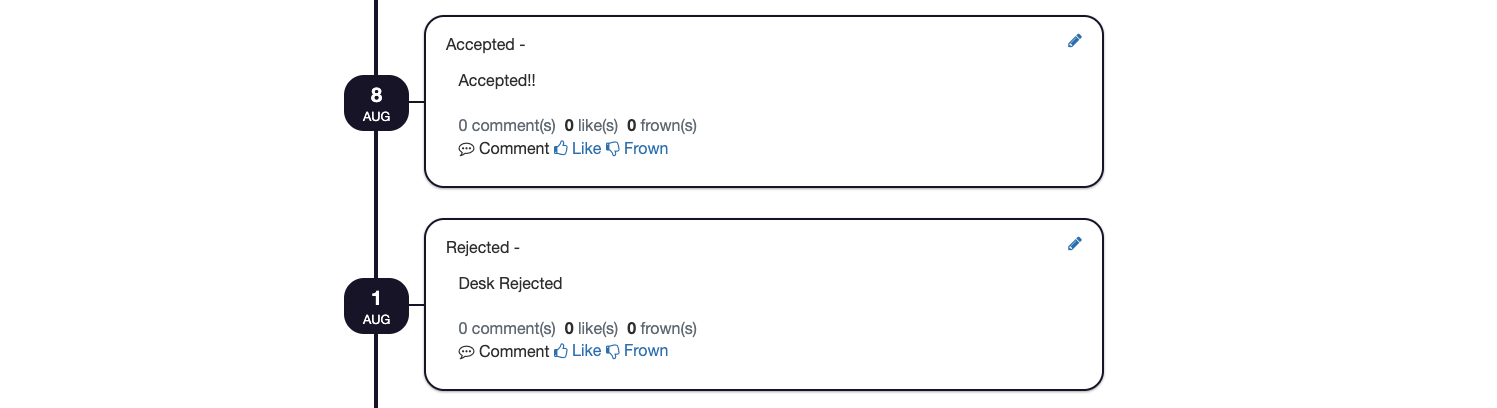 8
AUG
Accepted -
Accepted!!
0 comment(s) 0 like(s) 0 frown(s)
Comment Like Frown
1
AUG
Rejected -
Desk Rejected
0 comment(s) 0 like(s) 0 frown(s)
Comment Like Frown